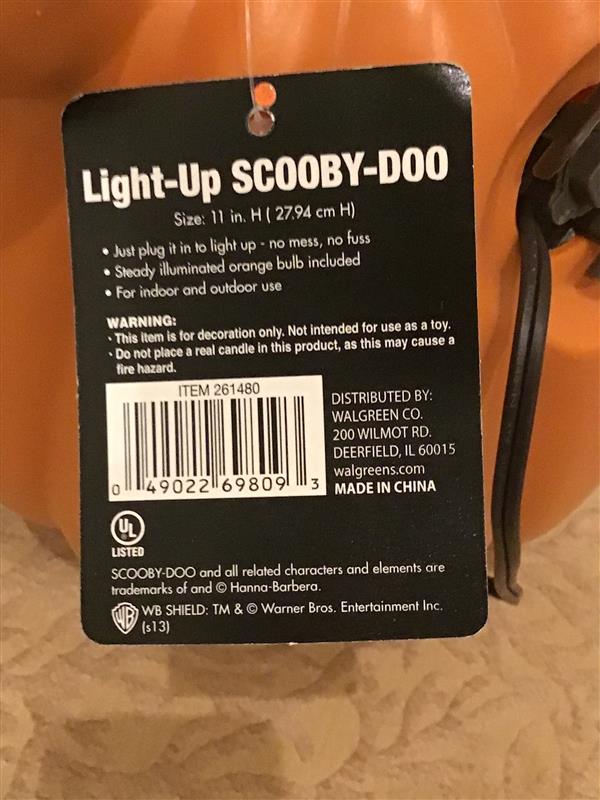 Light-Up SCOOBY-DOO
Size: 11 in. H ( 27.94 cm H)
• Just plug it in to light up - no mess, no fuss
• Steady illuminated orange bulb included
• For indoor and outdoor use
WARNING:
· This item is for decoration only. Not intended for use as a toy.
· Do not place a real candle in this product, as this may cause a
fire hazard.
ITEM 261480
0 49022 69809 3
DISTRIBUTED BY:
WALGREEN CO.
200 WILMOT RD.
DEERFIELD, IL 60015
walgreens.com
MADE IN CHINA
UL
LISTED
SCOOBY-DOO and all related characters and elements are
trademarks of and © Hanna-Barbera.
WB WB SHIELD: TM & © Warner Bros. Entertainment Inc.
(s13)